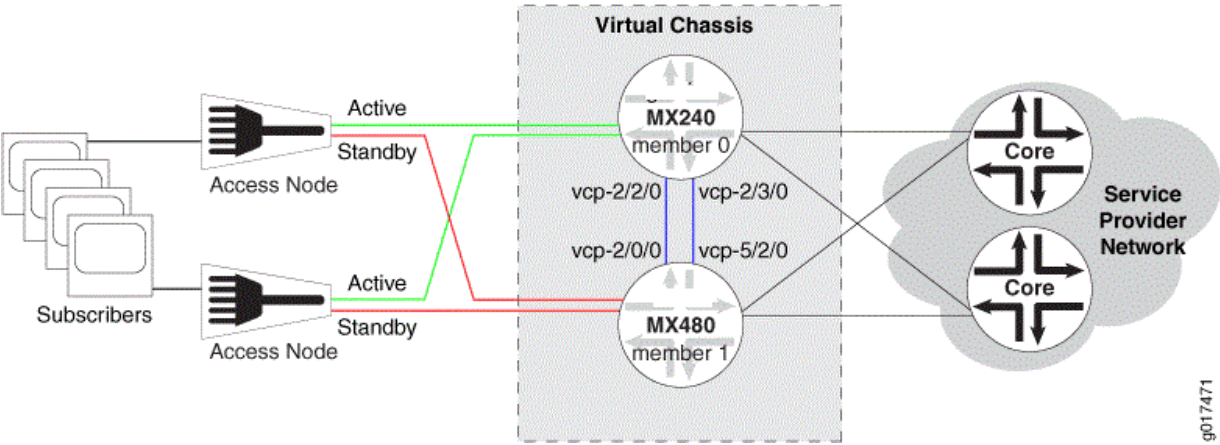 Virtual Chassis
Active
Standby
Access Node
MX240
member 0
vcp-2/2/0
vcp-2/3/0
vcp-2/0/0
vcp-5/2/0
Active
Standby
Access Node
Subscribers
MX480
member 1
Core
Core
Service
Provider
Network
g017471